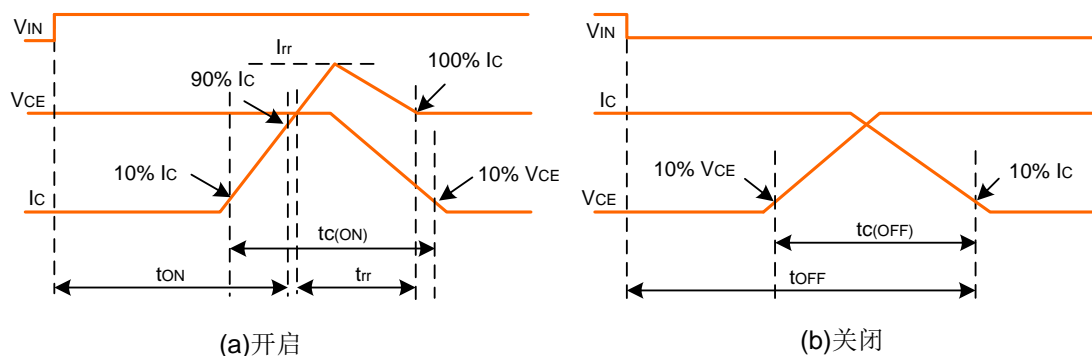 VIN
Irr
90% IC
100% IC
VCE
10% IC
10% VCE
IC
tC(ON)
tON
trr
(a)开启
VIN
IC
10% VCE
10% IC
VCE
tC(OFF)
tOFF
(b)关闭